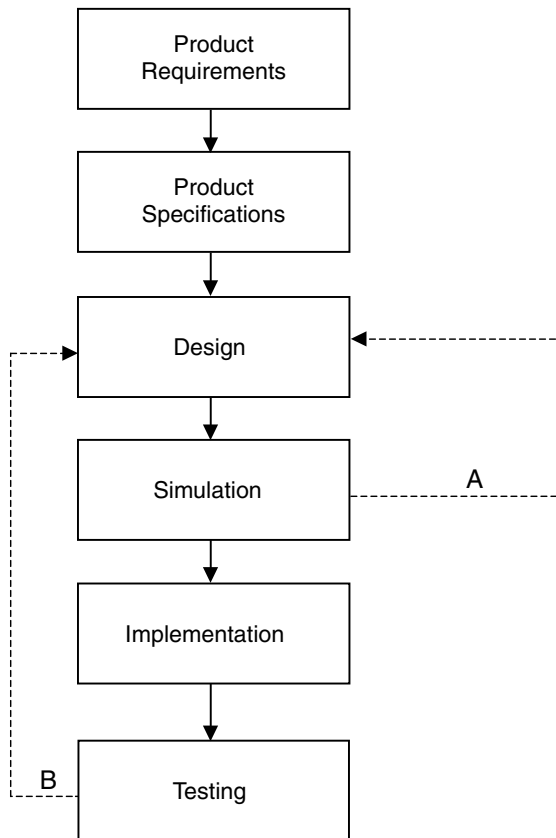 Product
Requirements
Product
Specifications
Design
Simulation
A
Implementation
B
Testing